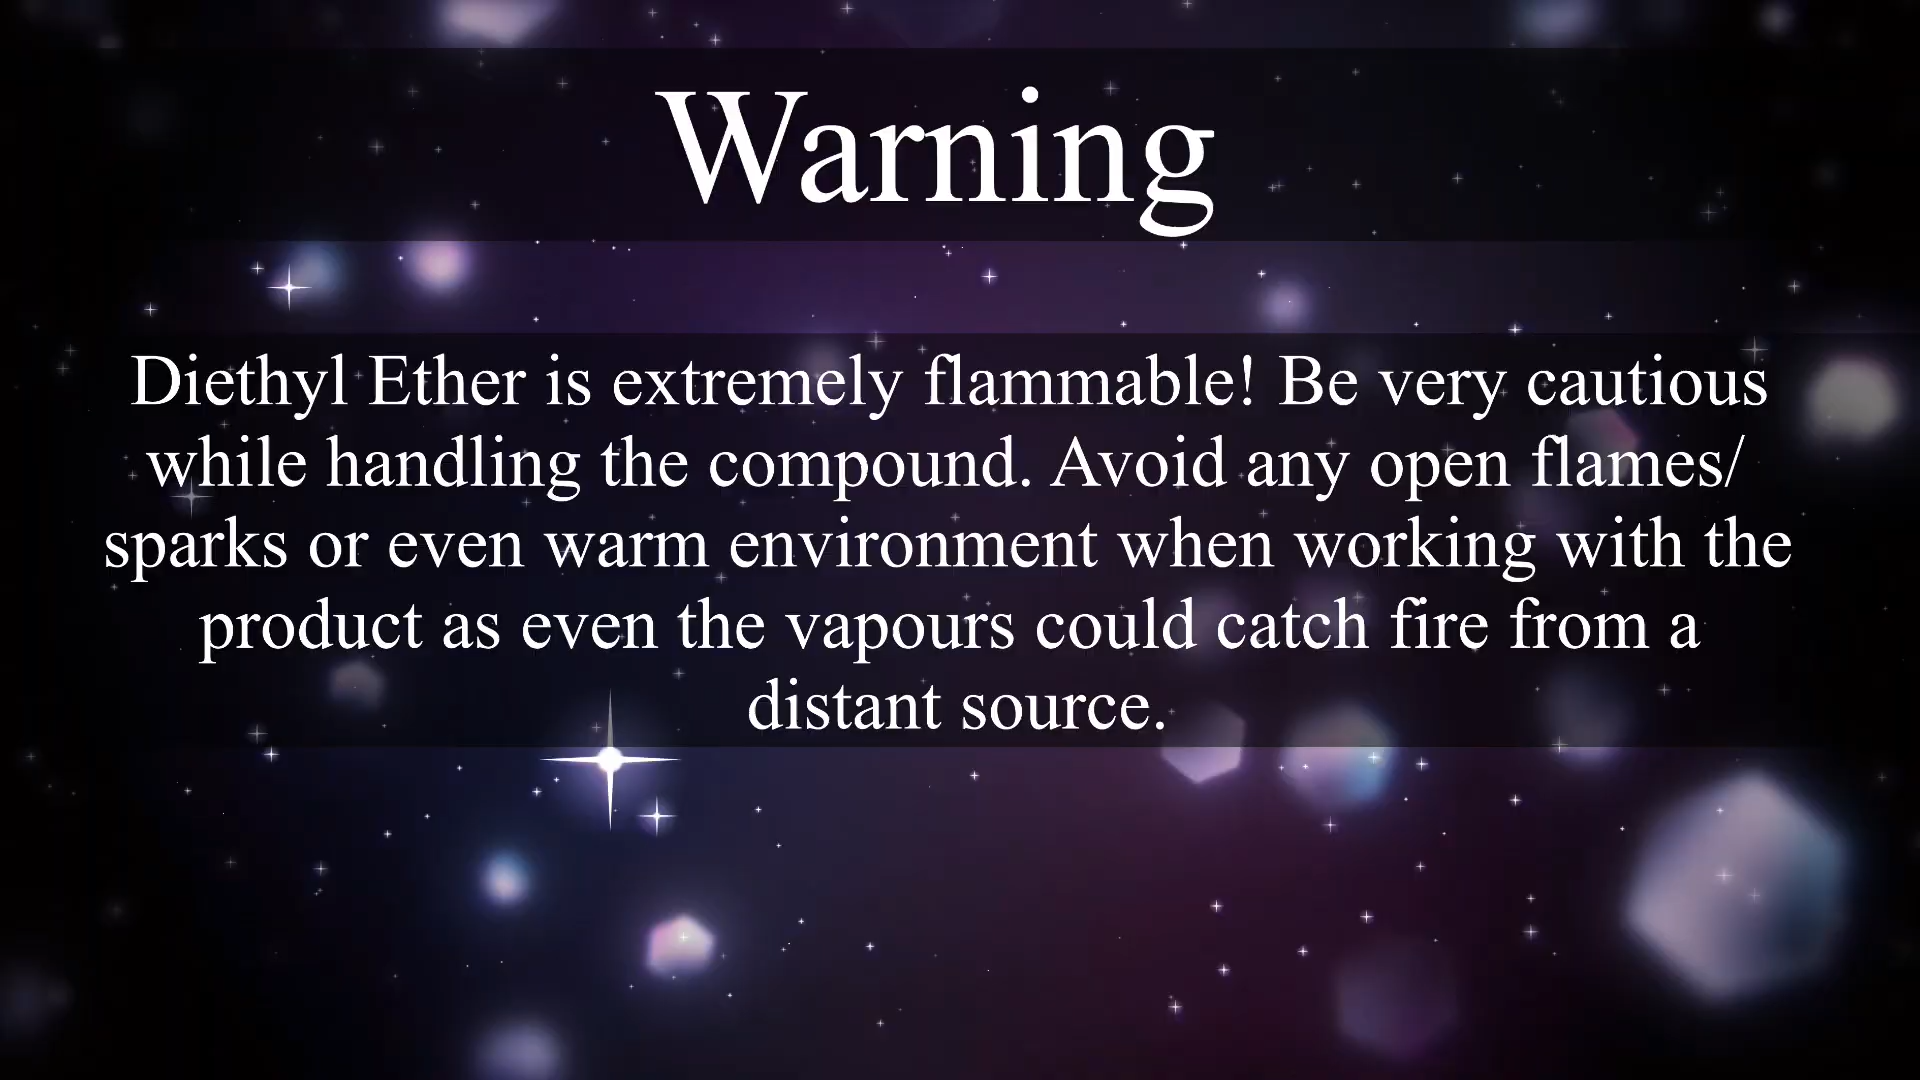 Warning
Diethyl Ether is extremely flammable! Be very cautious
while handling the compound. Avoid any open flames/
sparks or even warm environment when working with the
product as even the vapours could catch fire from a
distant source.